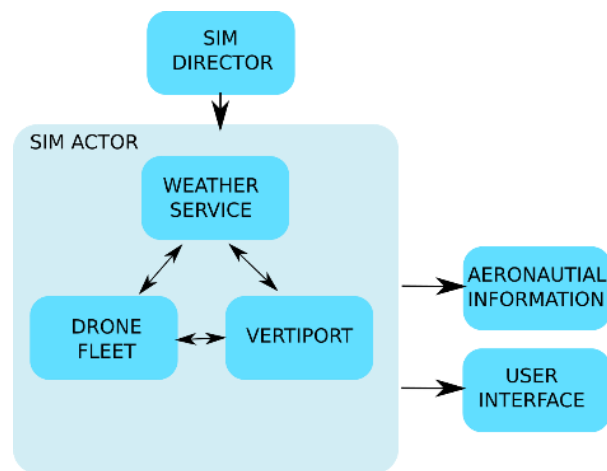 SIM
DIRECTOR
SIM ACTOR
WEATHER
SERVICE
DRONE
FLEET
VERTIPORT
AERONAUTIAL
INFORMATION
USER
INTERFACE